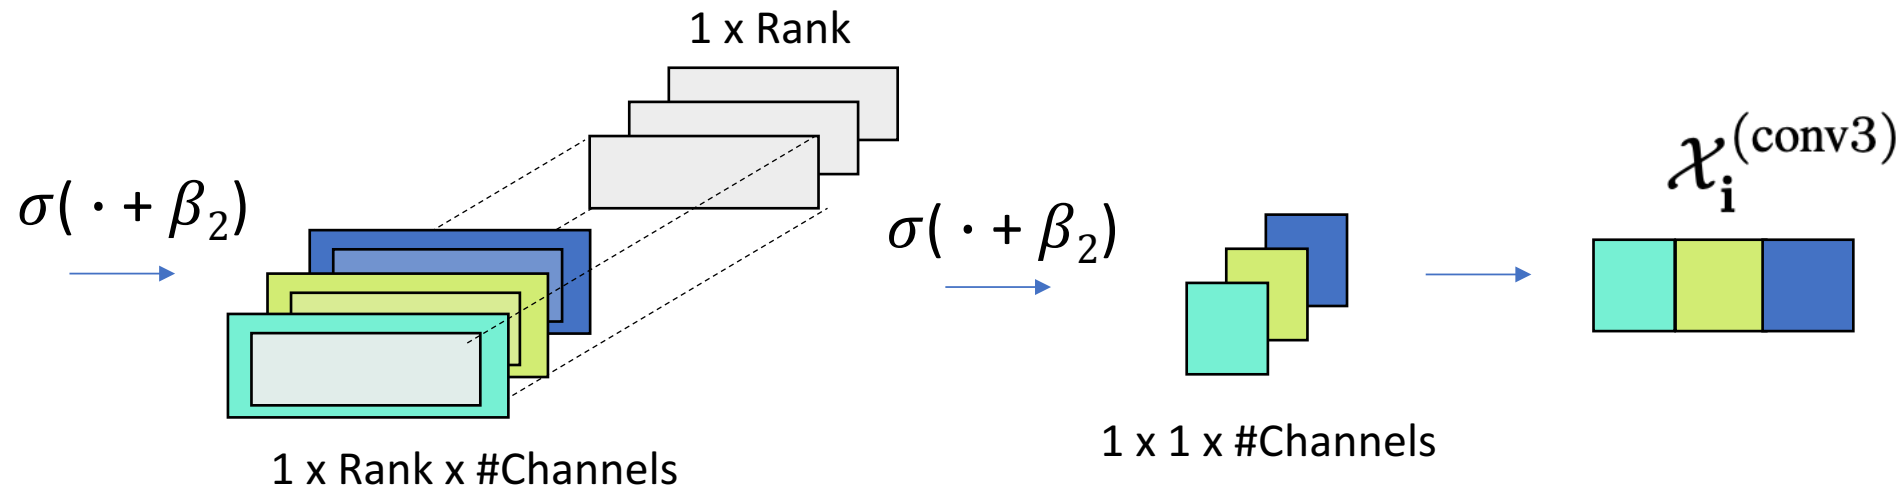 1 x Rank
σ( · + β₂)
1 x Rank x #Channels
σ( · + β₂)
1 x 1 x #Channels
𝒳ᵢ^(conv3)